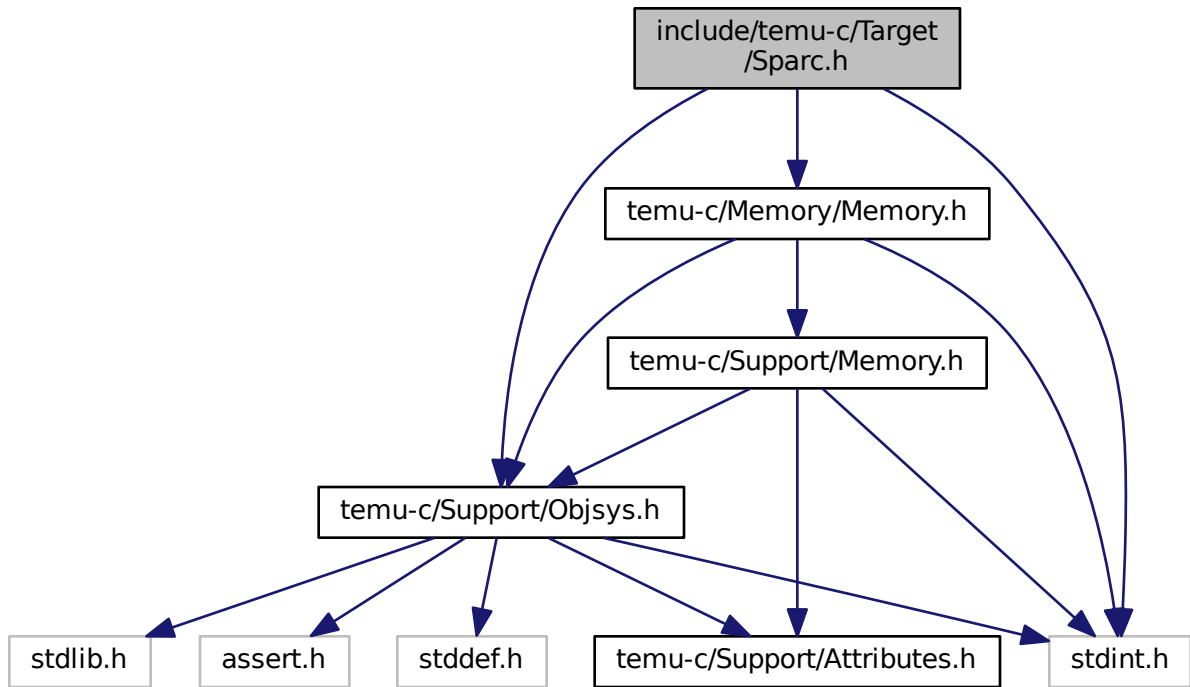 include/temu-c/Target
/Sparc.h
temu-c/Memory/Memory.h
temu-c/Support/Memory.h
temu-c/Support/Objsys.h
stdlib.h
assert.h
stddef.h
temu-c/Support/Attributes.h
stdint.h